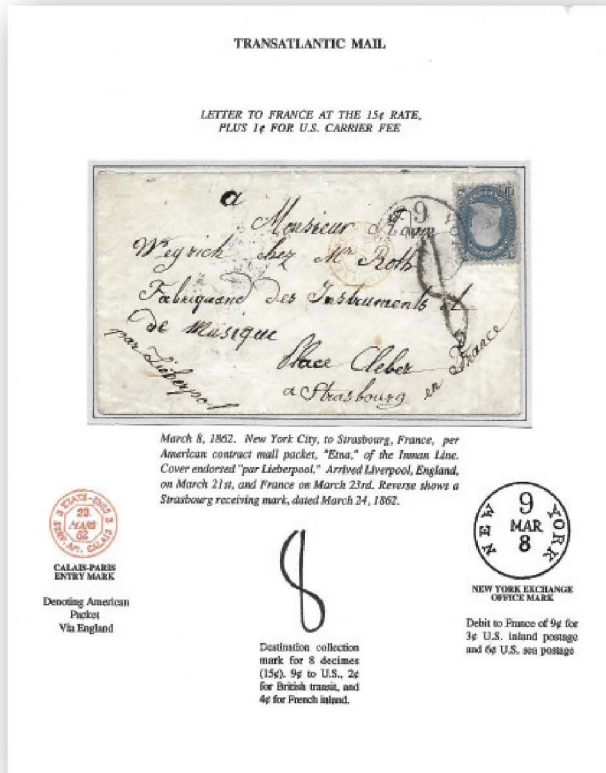 TRANSATLANTIC MAIL
LETTER TO FRANCE AT THE 15¢ RATE,
PLUS 1¢ FOR U.S. CARRIER FEE
a
Monsieur
Weyrich chez Mr Roth
Fabriquand des Instruments
de Musique
Place Cleber
a Strasbourg en France
par Lieberpol
9
March 8, 1862. New York City, to Strasbourg, France, per
American contract mail packet, "Etna," of the Inman Line.
Cover endorsed "par Lieberpool." Arrived Liverpool, England,
on March 21st, and France on March 23rd. Reverse shows a
Strasbourg receiving mark, dated March 24, 1862.
3 ETATS-UNIS 3
23
MARS
62
SERV. AM. CALAIS
CALAIS-PARIS
ENTRY MARK
Denoting American
Packet
Via England
8
Destination collection
mark for 8 decimes
(15¢). 9¢ to U.S., 2¢
for British transit, and
4¢ for French inland.
NEW YORK
9
MAR
8
NEW YORK EXCHANGE
OFFICE MARK
Debit to France of 9¢ for
3¢ U.S. inland postage
and 6¢ U.S. sea postage